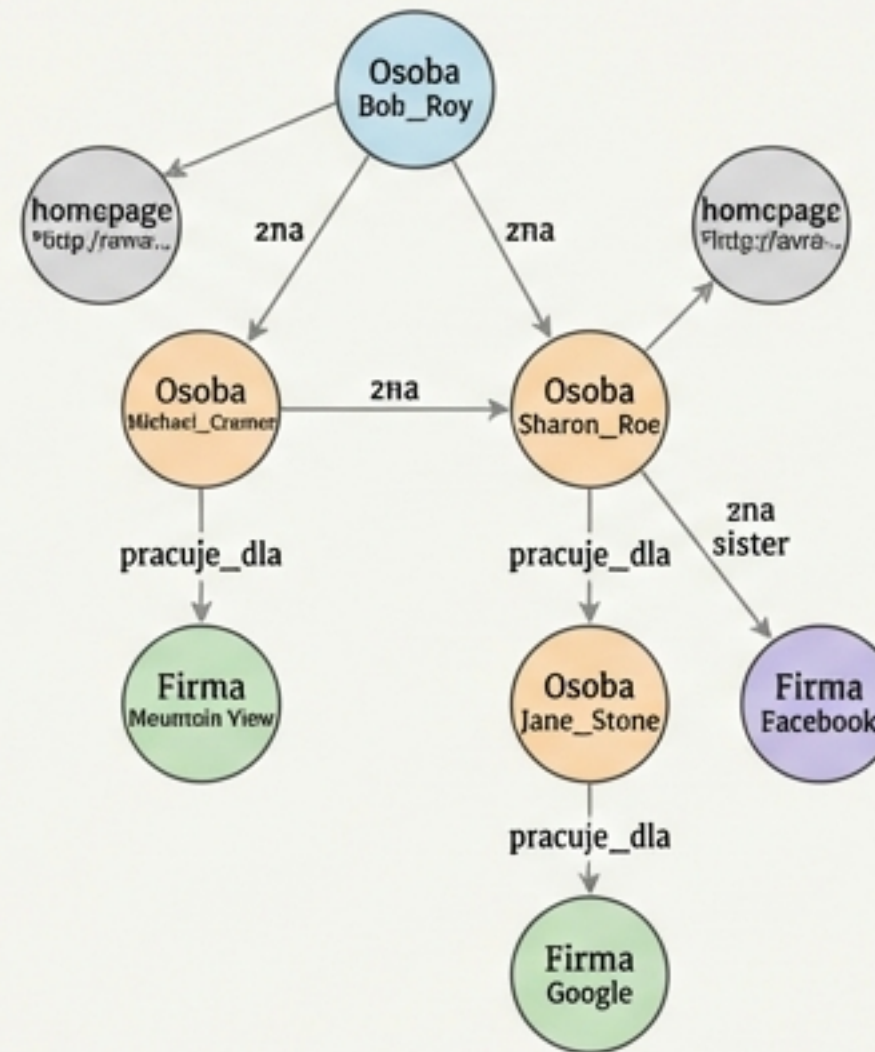 Osoba
Bob_Roy
homepage
homepage
zna
zna
Osoba
Michael_Cramer
zna
Osoba
Sharon_Roe
pracuje_dla
pracuje_dla
zna
sister
Firma
View
Osoba
Jane_Stone
Firma
Facebook
pracuje_dla
Firma
Google